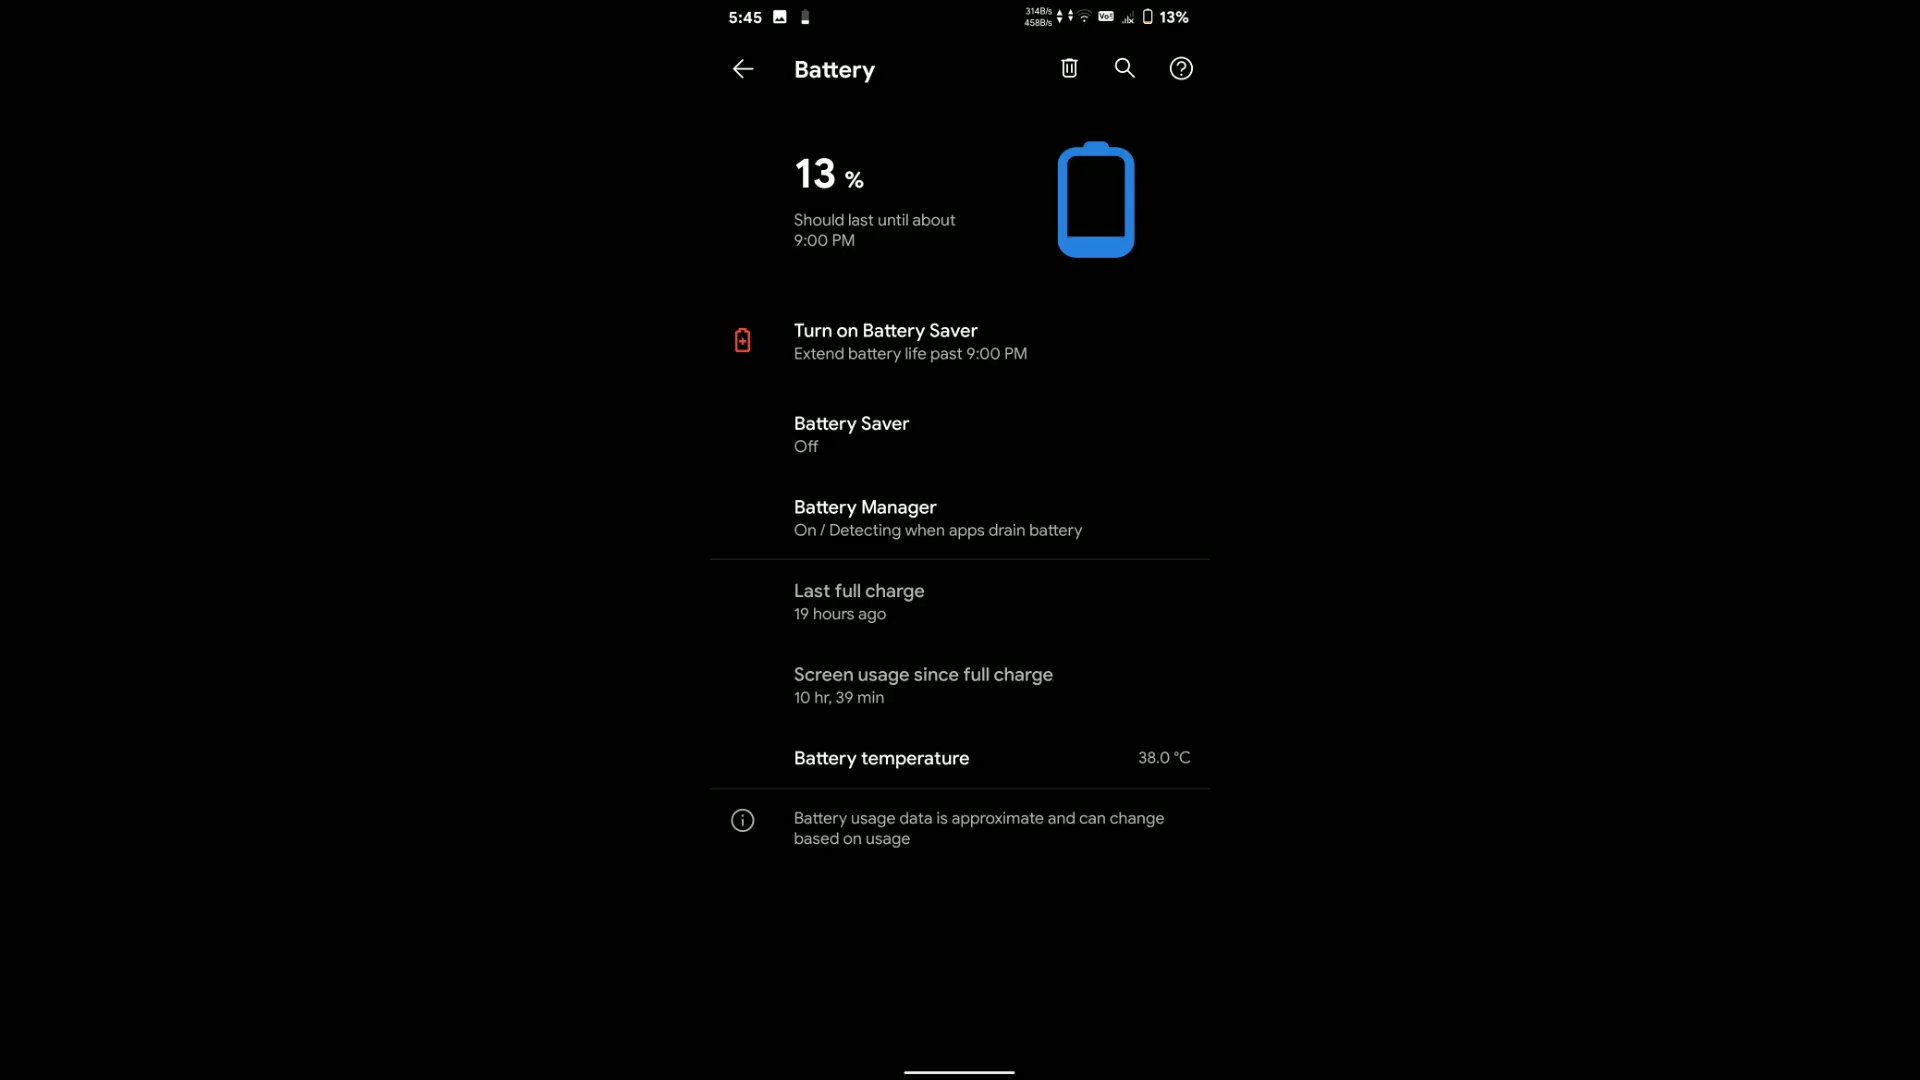 5:45
314B/s
458B/s
Vo!
13%
Battery
13 %
Should last until about
9:00 PM
Turn on Battery Saver
Extend battery life past 9:00 PM
Battery Saver
Off
Battery Manager
On / Detecting when apps drain battery
Last full charge
19 hours ago
Screen usage since full charge
10 hr, 39 min
Battery temperature
38.0 °C
Battery usage data is approximate and can change
based on usage